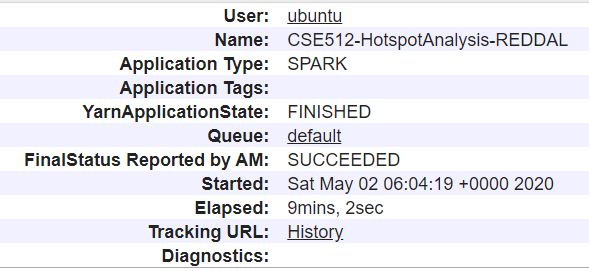 User: ubuntu
Name: CSE512-HotspotAnalysis-REDDAL
Application Type: SPARK
Application Tags:
YarnApplicationState: FINISHED
Queue: default
FinalStatus Reported by AM: SUCCEEDED
Started: Sat May 02 06:04:19 +0000 2020
Elapsed: 9mins, 2sec
Tracking URL: History
Diagnostics: